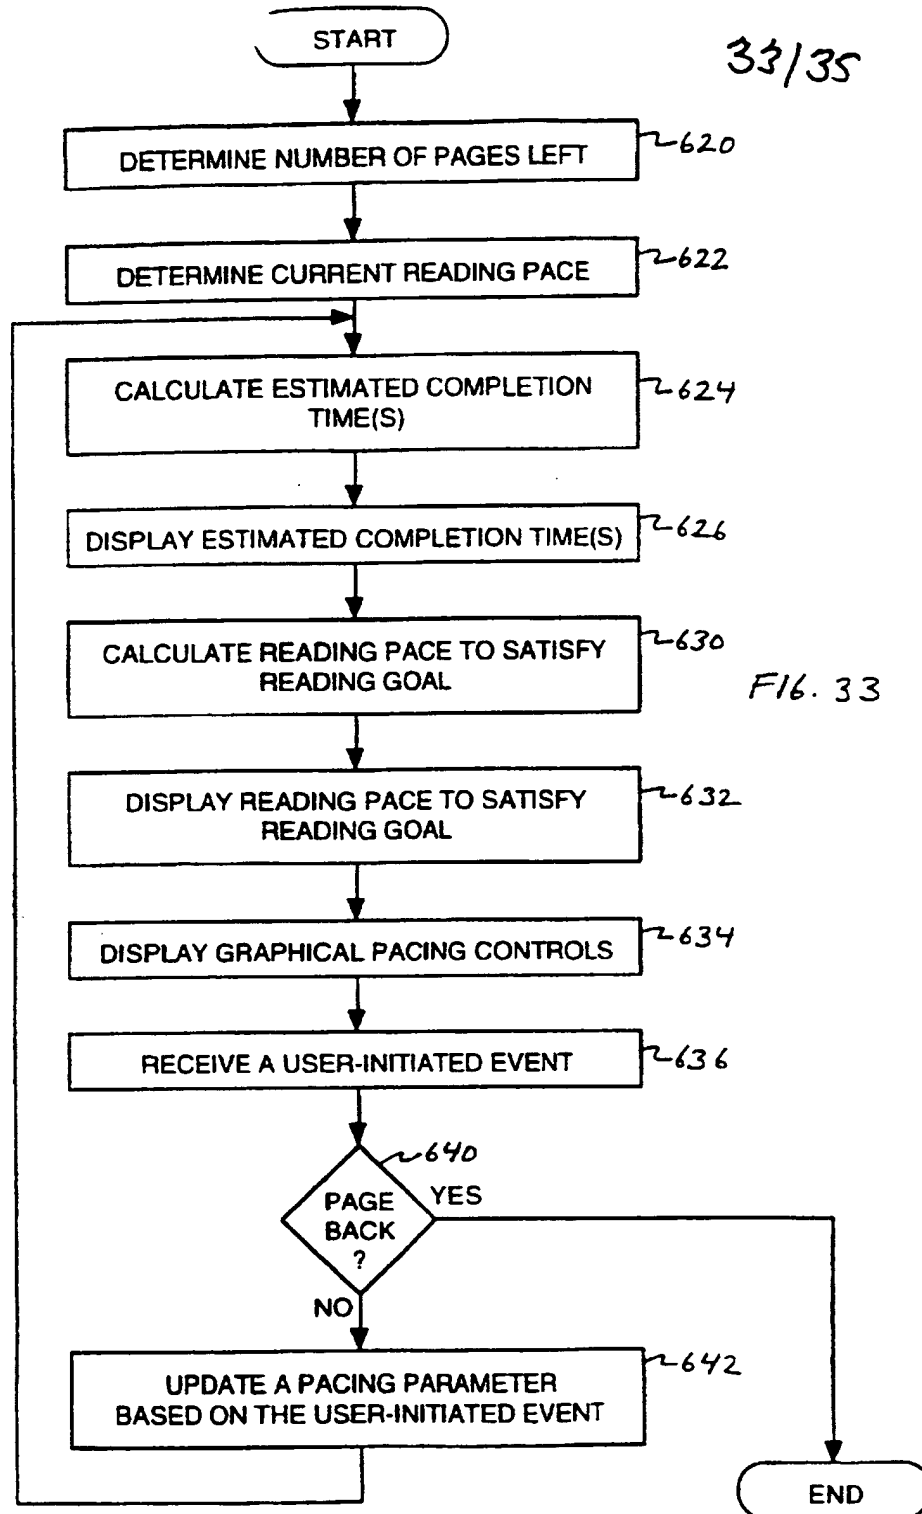 START
33/35
DETERMINE NUMBER OF PAGES LEFT
620
DETERMINE CURRENT READING PACE
622
CALCULATE ESTIMATED COMPLETION
TIME(S)
624
DISPLAY ESTIMATED COMPLETION TIME(S)
626
CALCULATE READING PACE TO SATISFY
READING GOAL
630
FIG. 33
DISPLAY READING PACE TO SATISFY
READING GOAL
632
DISPLAY GRAPHICAL PACING CONTROLS
634
RECEIVE A USER-INITIATED EVENT
636
640
PAGE
BACK
?
YES
NO
UPDATE A PACING PARAMETER
BASED ON THE USER-INITIATED EVENT
642
END